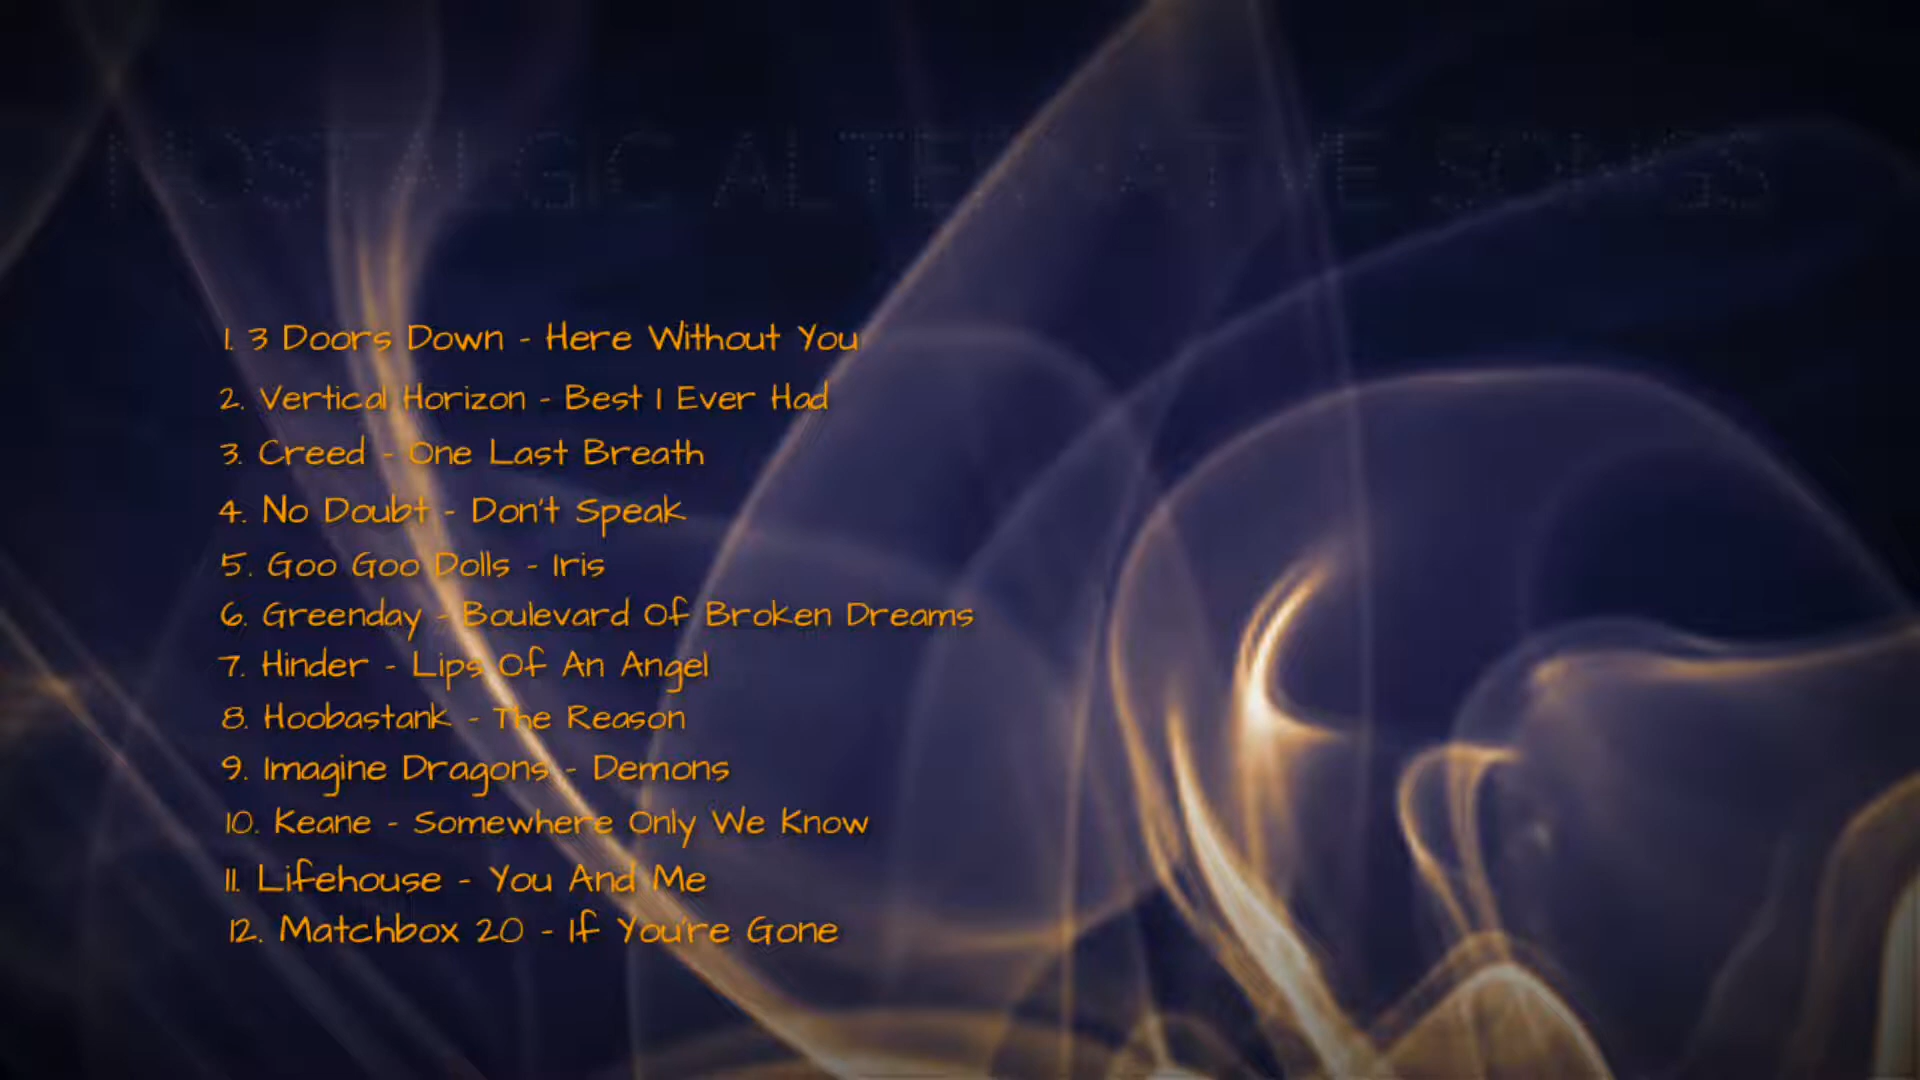 NOSTALGIC ALTERNATIVE SONGS
1. 3 Doors Down - Here Without You
2. Vertical Horizon - Best I Ever Had
3. Creed - One Last Breath
4. No Doubt - Don't Speak
5. Goo Goo Dolls - Iris
6. Greenday - Boulevard Of Broken Dreams
7. Hinder - Lips Of An Angel
8. Hoobastank - The Reason
9. Imagine Dragons - Demons
10. Keane - Somewhere Only We Know
11. Lifehouse - You And Me
12. Matchbox 20 - If You're Gone